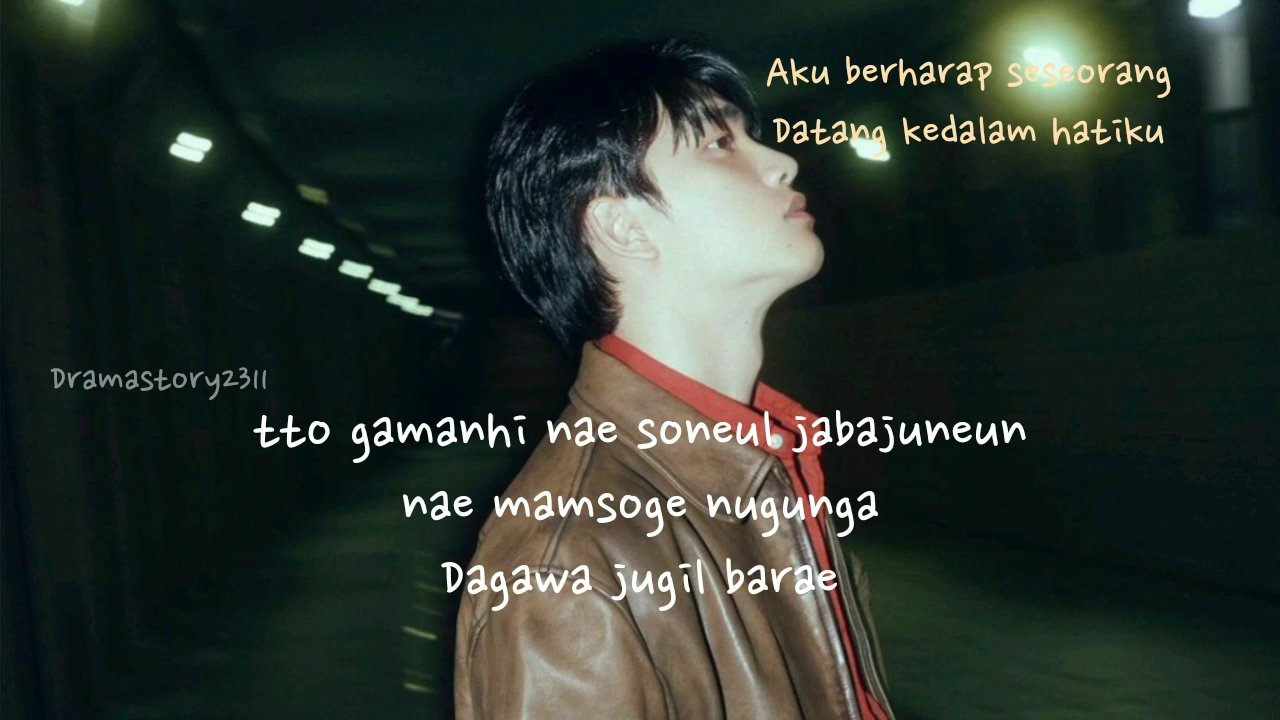 Aku berharap seseorang
Datang kedalam hatiku
Dramastory2311
tto gamanhi nae soneul jabajuneun
nae mamsoge nugunga
Dagawa jugil barae